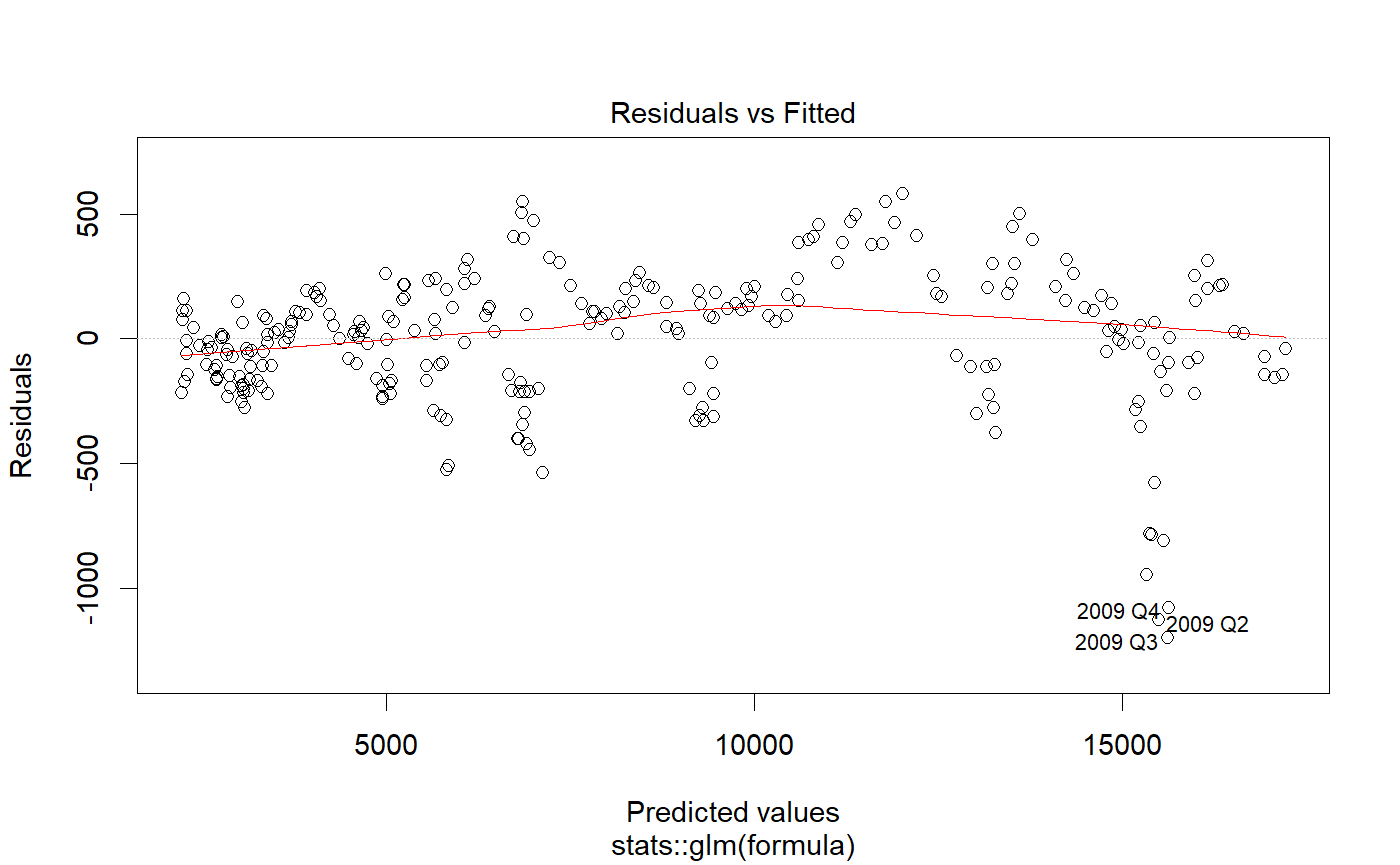 Residuals vs Fitted
Residuals
500
0
-500
-1000
2009 Q4
2009 Q2
2009 Q3
5000
10000
15000
Predicted values
stats::glm(formula)